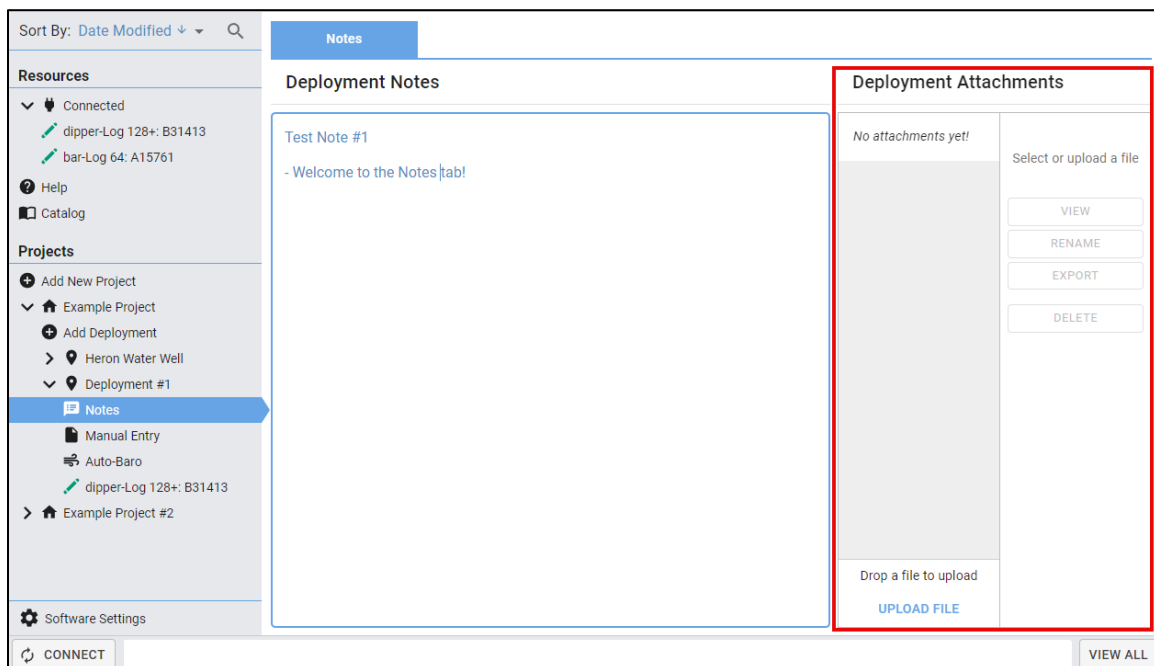 Sort By: Date Modified
Resources
Connected
dipper-Log 128+: B31413
bar-Log 64: A15761
Help
Catalog
Projects
Add New Project
Example Project
Add Deployment
Heron Water Well
Deployment #1
Notes
Manual Entry
Auto-Baro
dipper-Log 128+: B31413
Example Project #2
Software Settings
CONNECT
Notes
Deployment Notes
Test Note #1
- Welcome to the Notes tab!
Deployment Attachments
No attachments yet!
Drop a file to upload
UPLOAD FILE
Select or upload a file
VIEW
RENAME
EXPORT
DELETE
VIEW ALL